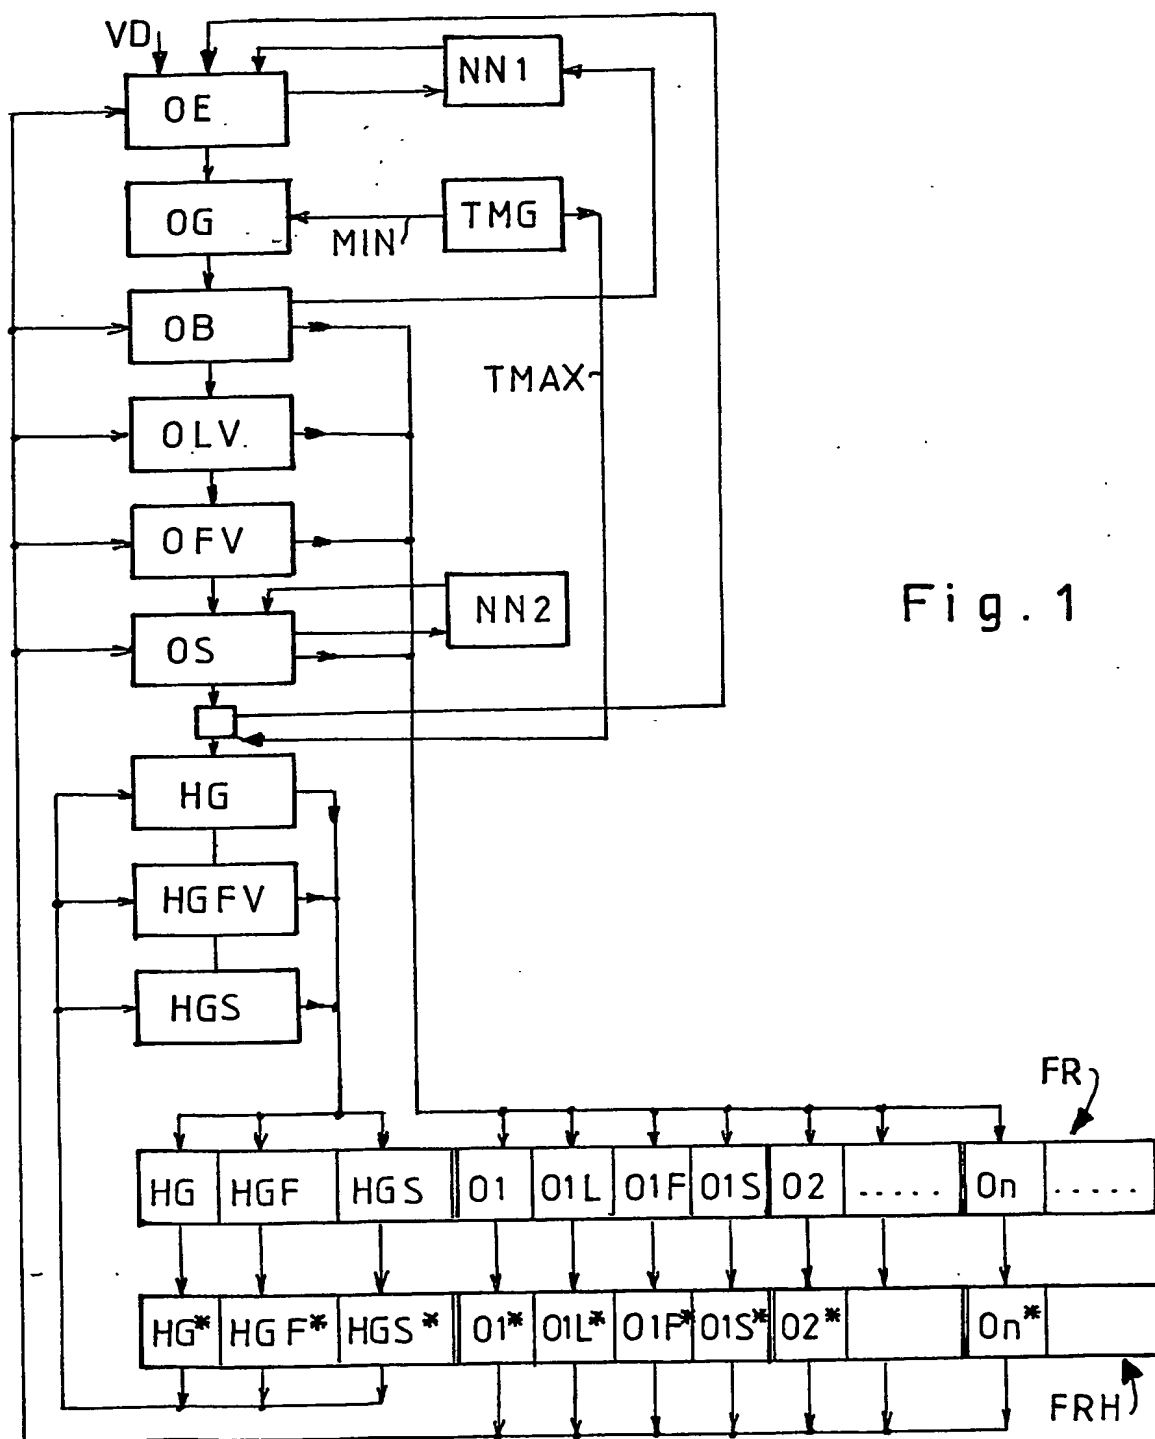 VD
NN1
OE
OG
TMG
MIN
OB
TMAX
OLV
OFV
NN2
OS
Fig. 1
HG
HGFV
HGS
FR
HG HGF HGS O1 O1L O1F O1S O2 ..... On .....
HG* HGF* HGS* O1* O1L* O1F* O1S* O2* On*
FRH